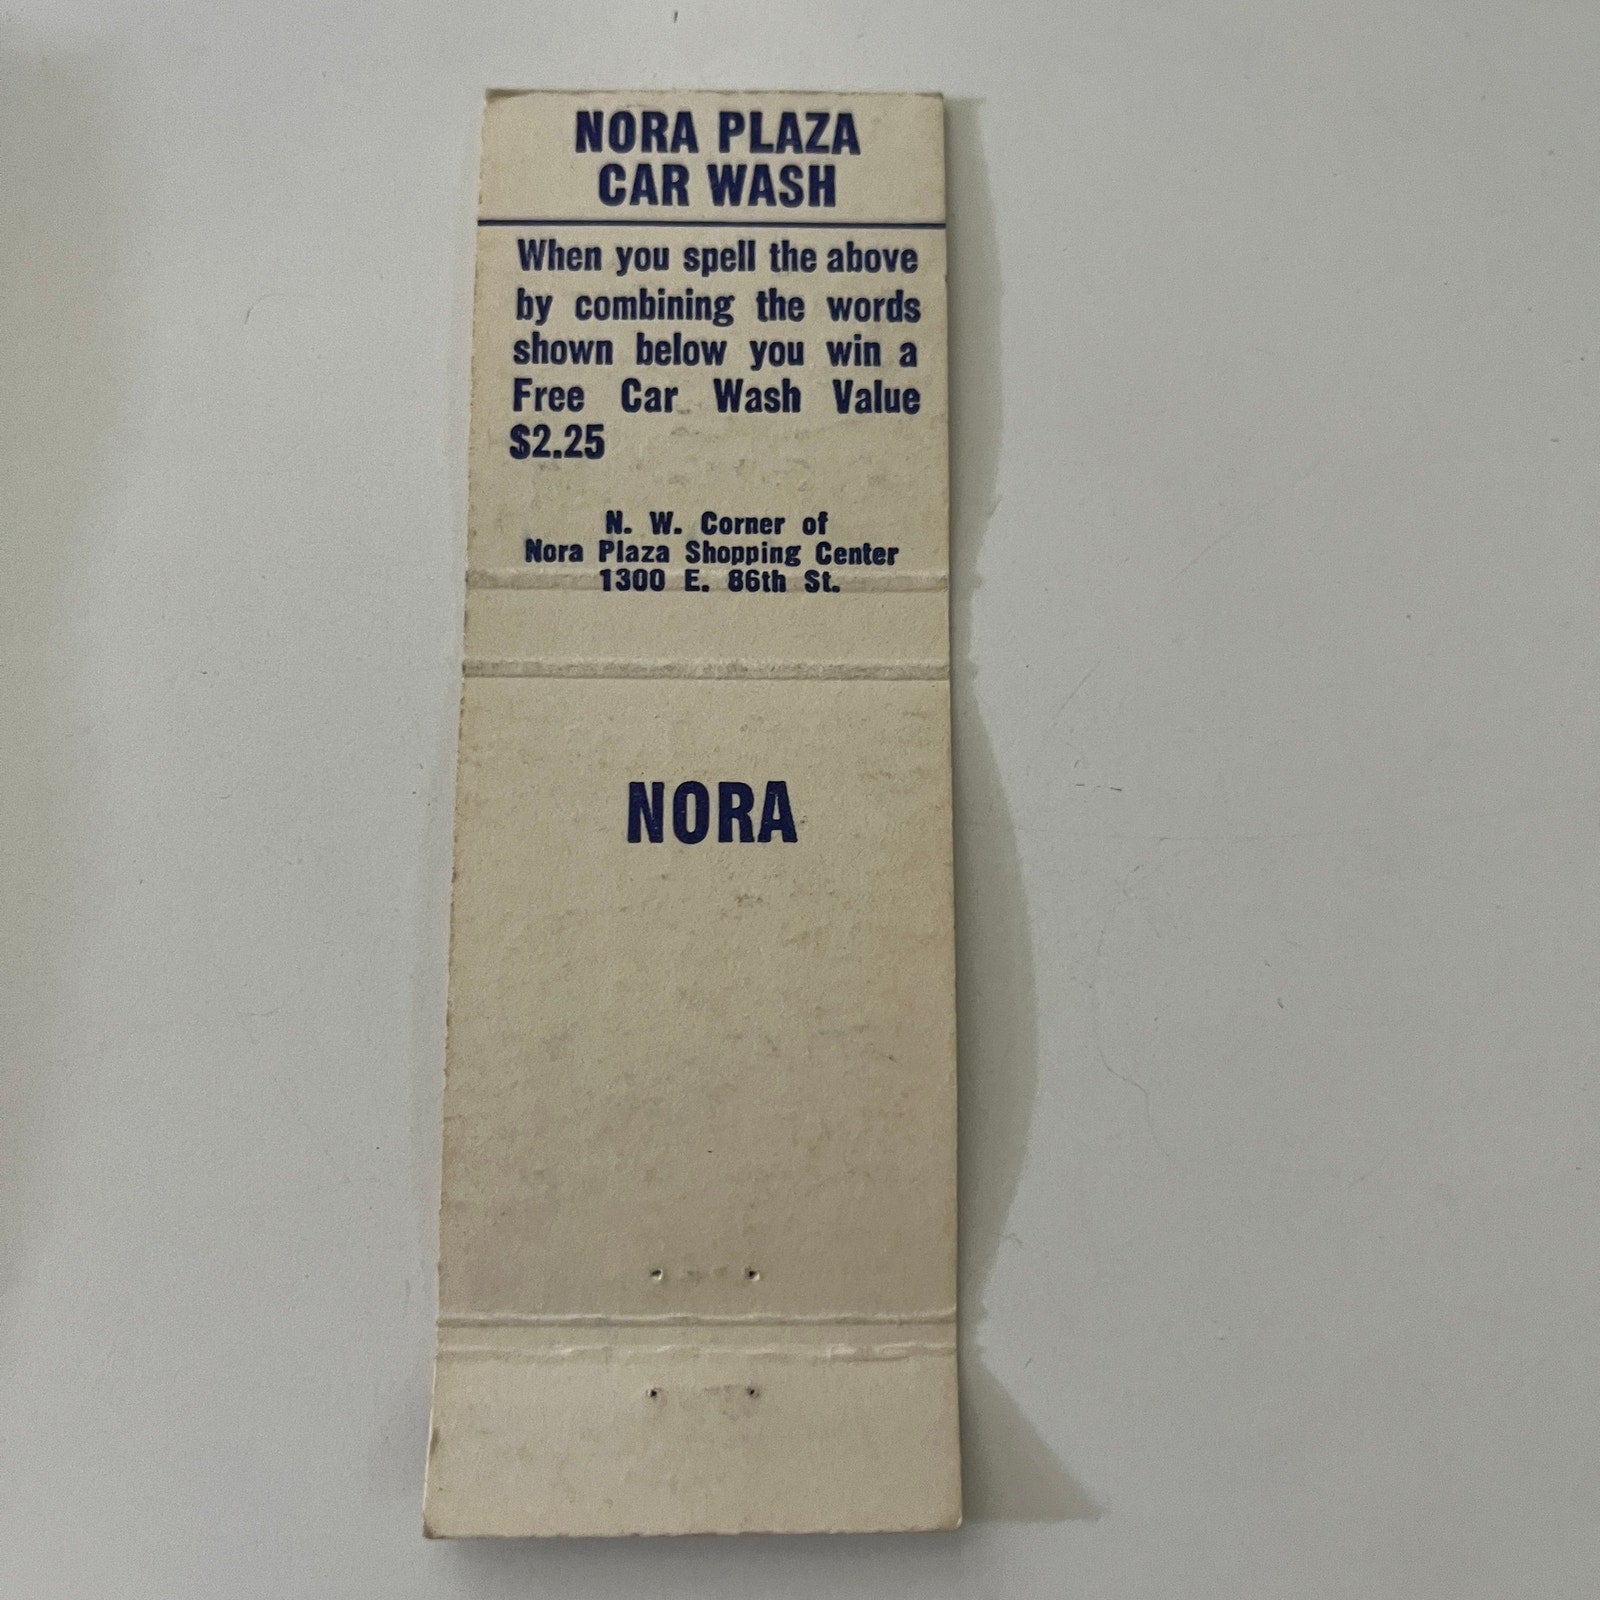 NORA PLAZA
CAR WASH
When you spell the above
by combining the words
shown below you win a
Free Car Wash Value
$2.25
N. W. Corner of
Nora Plaza Shopping Center
1300 E. 86th St.
NORA